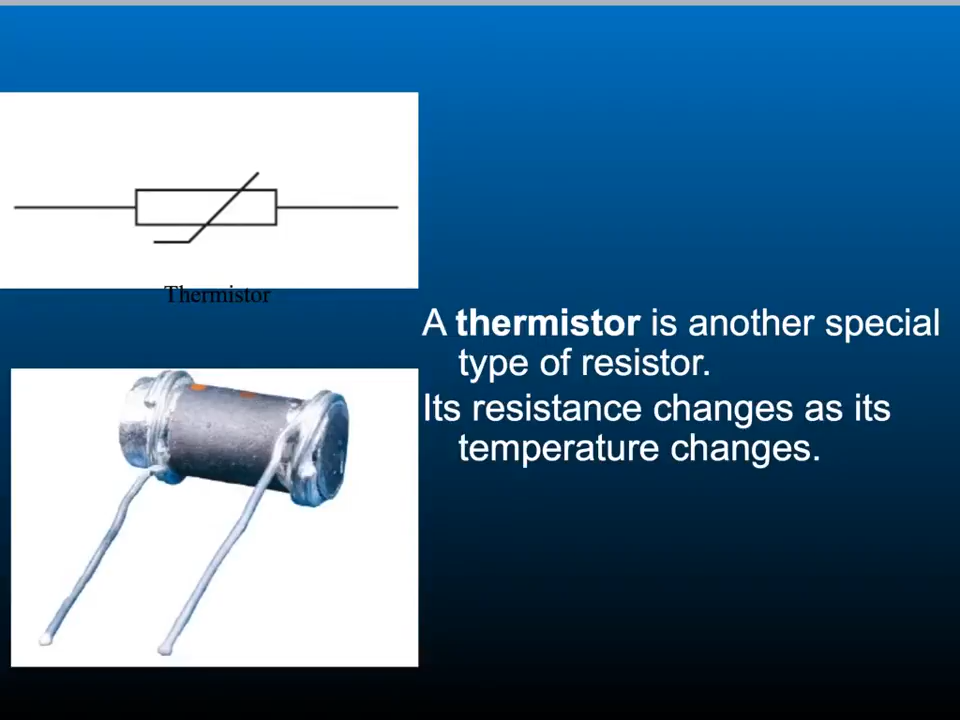 Thermistor
A thermistor is another special
type of resistor.
Its resistance changes as its
temperature changes.